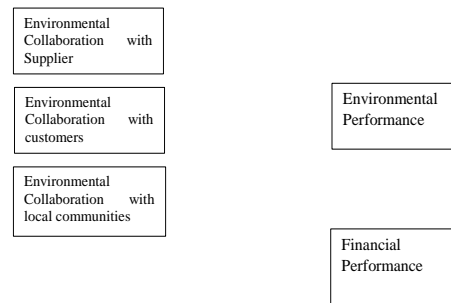 Environmental
Collaboration with
Supplier
Environmental
Collaboration with
customers
Environmental
Collaboration with
local communities
Environmental
Performance
Financial
Performance